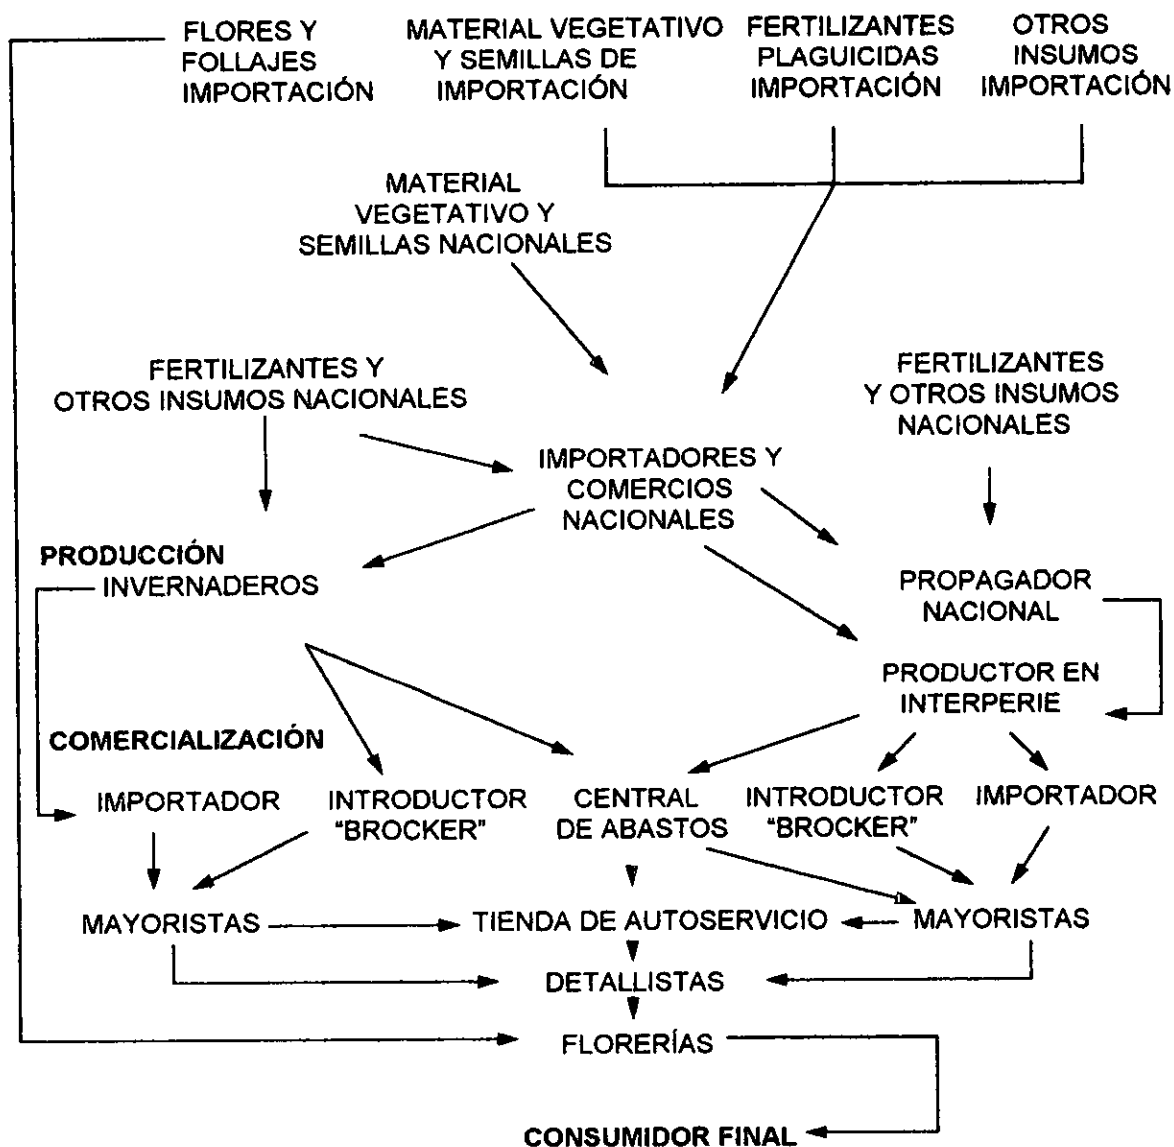 FLORES Y
FOLLAJES
IMPORTACIÓN
MATERIAL VEGETATIVO
Y SEMILLAS DE
IMPORTACIÓN
FERTILIZANTES
PLAGUICIDAS
IMPORTACIÓN
OTROS
INSUMOS
IMPORTACIÓN
MATERIAL
VEGETATIVO Y
SEMILLAS NACIONALES
FERTILIZANTES Y
OTROS INSUMOS NACIONALES
FERTILIZANTES
Y OTROS INSUMOS
NACIONALES
IMPORTADORES Y
COMERCIOS
NACIONALES
PRODUCCIÓN
INVERNADEROS
PROPAGADOR
NACIONAL
PRODUCTOR EN
INTERPERIE
COMERCIALIZACIÓN
IMPORTADOR
INTRODUCTOR
"BROCKER"
CENTRAL
DE ABASTOS
INTRODUCTOR
"BROCKER"
IMPORTADOR
MAYORISTAS
TIENDA DE AUTOSERVICIO
MAYORISTAS
DETALLISTAS
FLORERÍAS
CONSUMIDOR FINAL